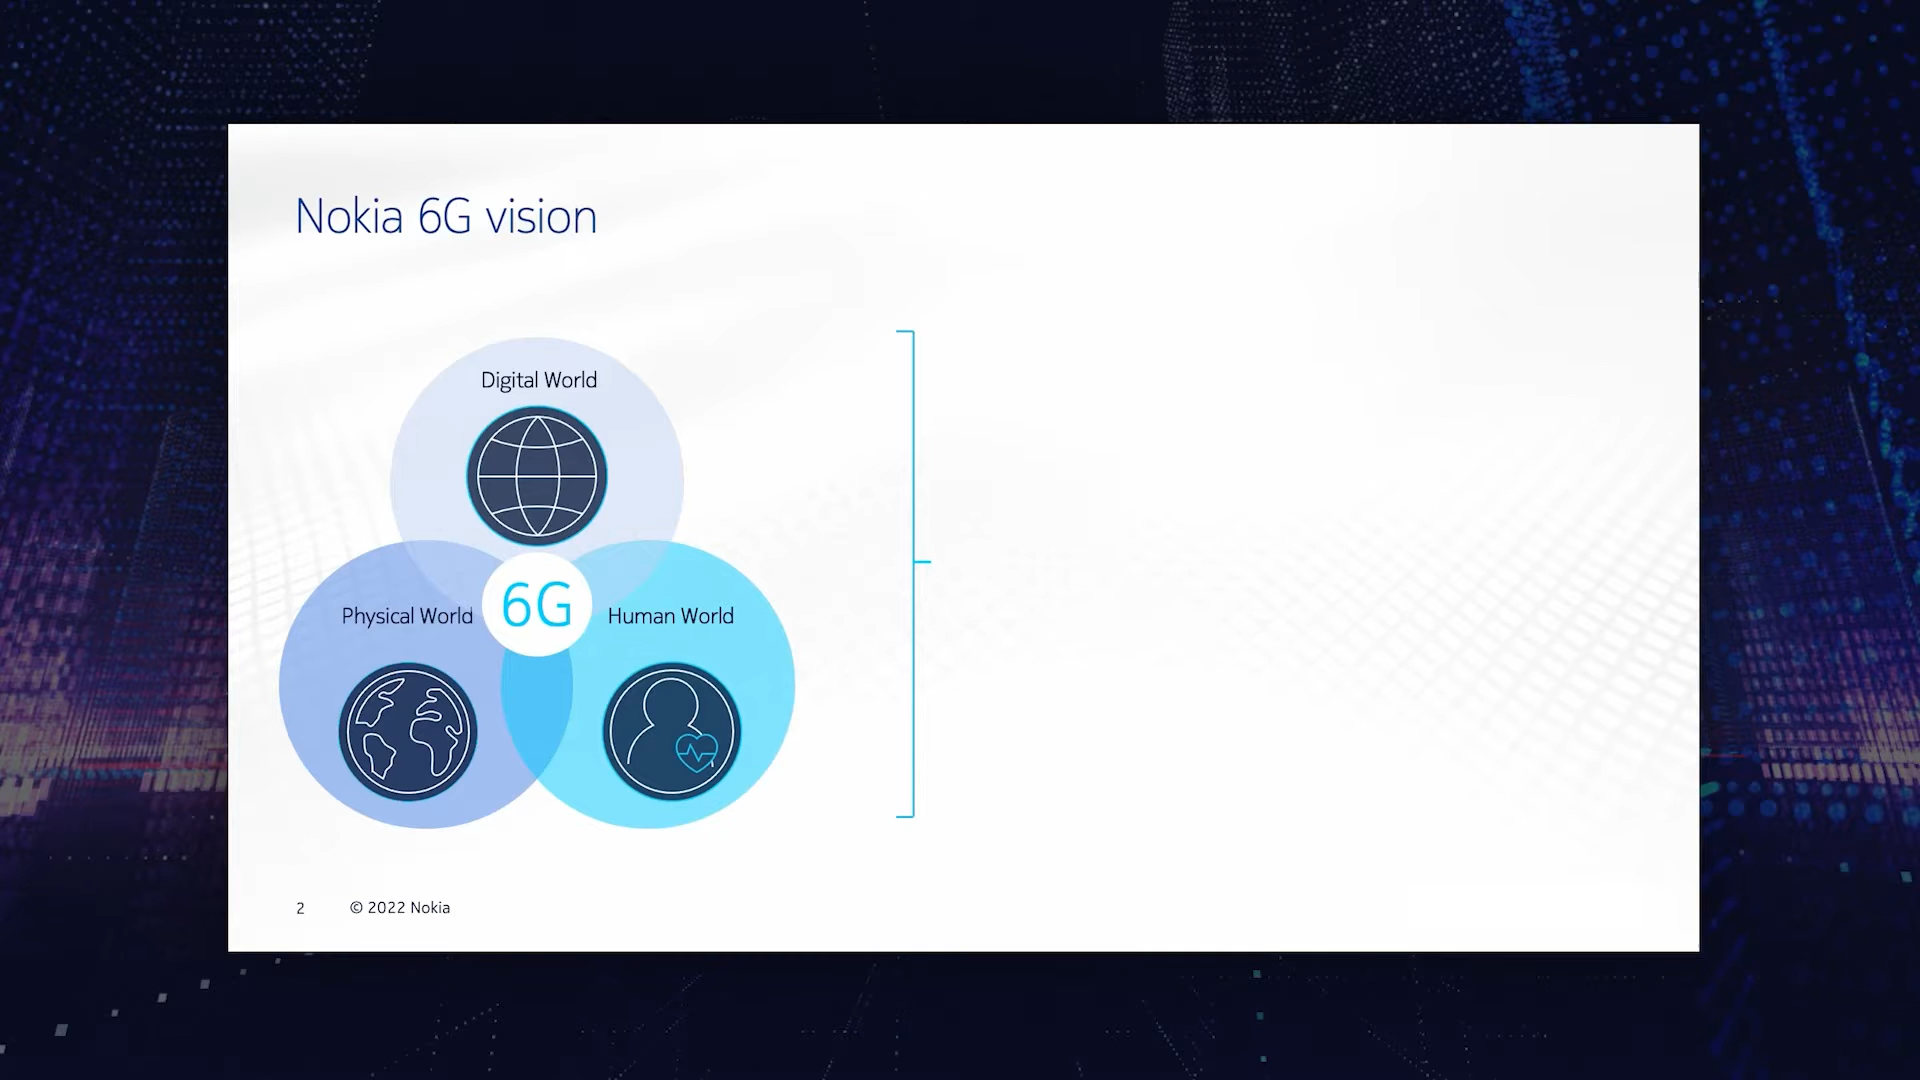 Nokia 6G vision
Digital World
Physical World
6G
Human World
2
© 2022 Nokia